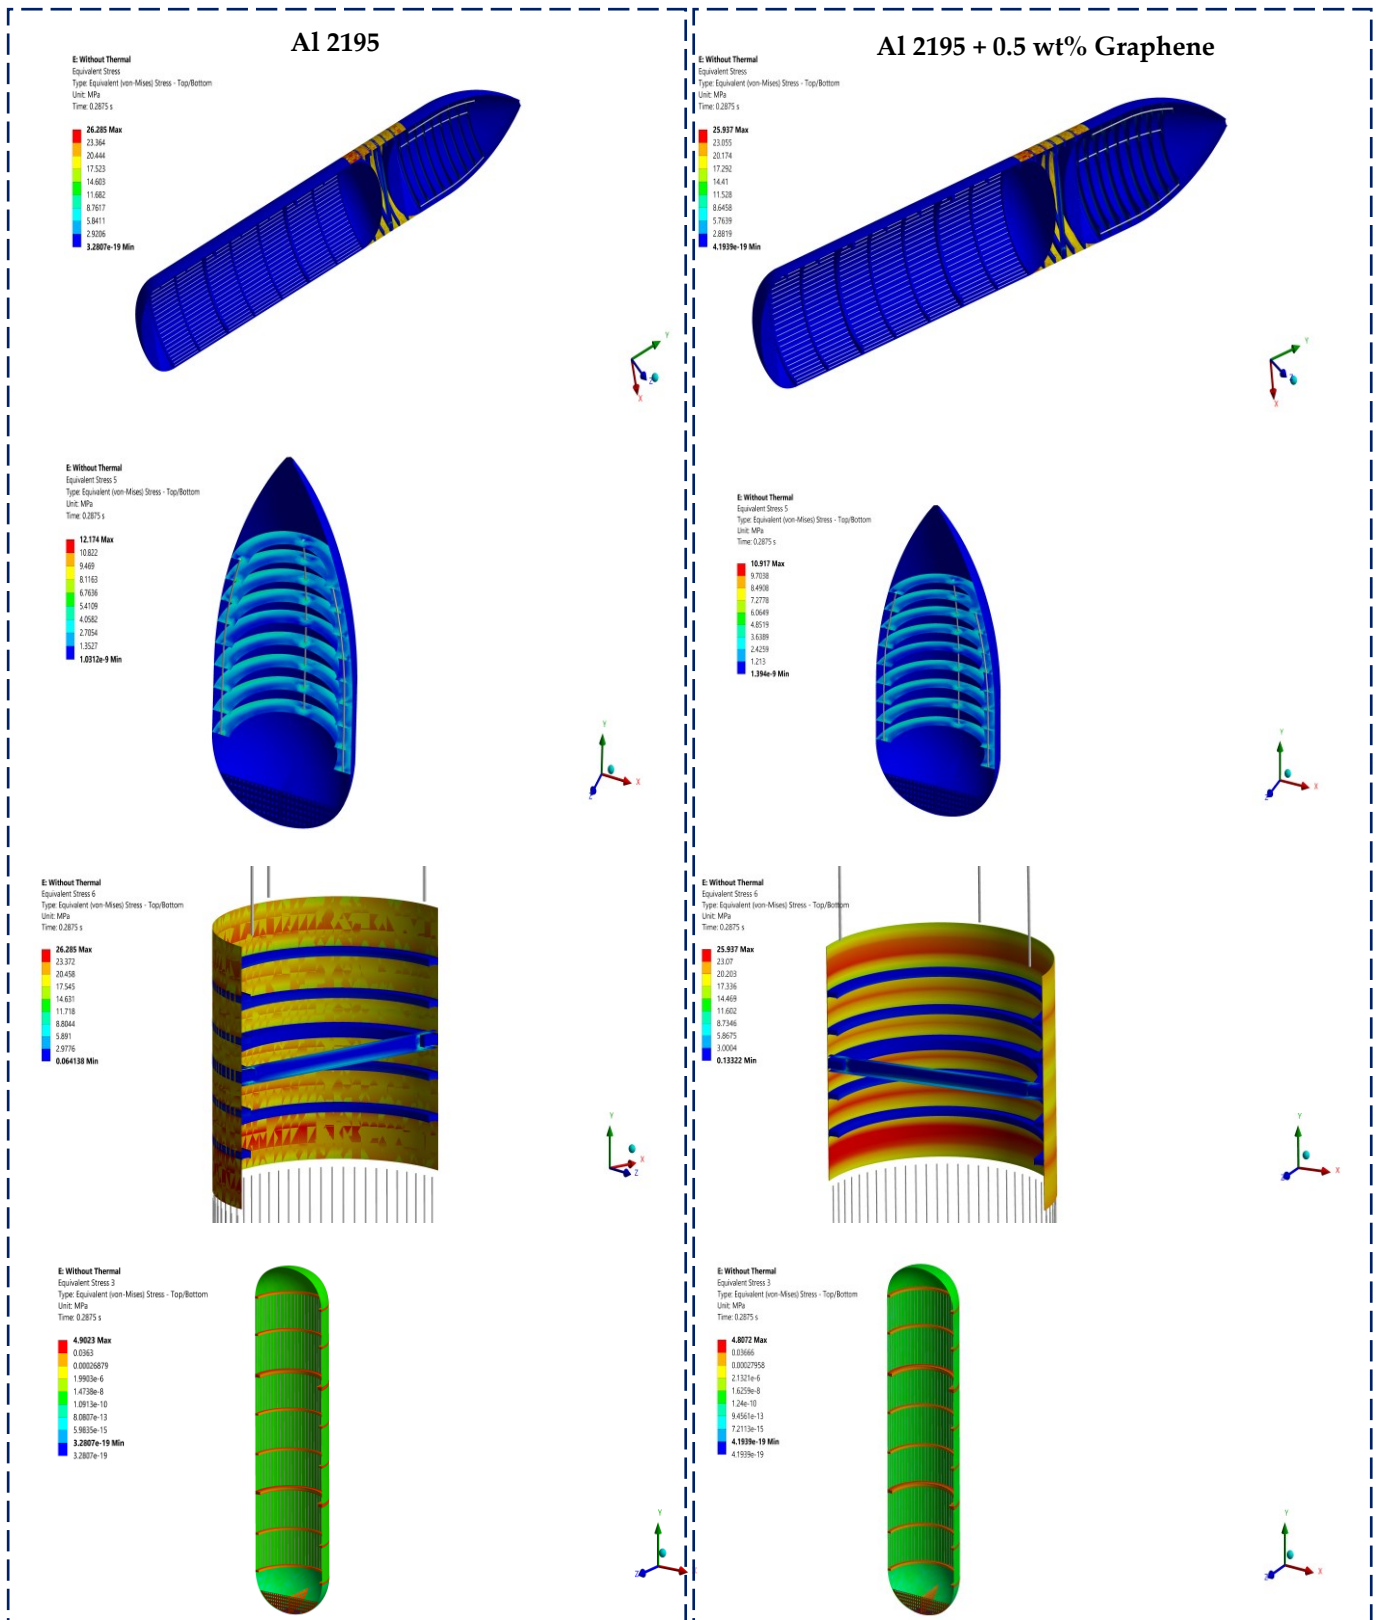 Al 2195
E: Without Thermal
Equivalent Stress
Type: Equivalent (von-Mises) Stress - Top/Bottom
Unit: MPa
Time: 0.2875 s
26.285 Max
23.364
20.444
17.523
14.603
11.682
8.7617
5.8411
2.9206
3.2807e-19 Min
Y
Z
X
Al 2195 + 0.5 wt% Graphene
E: Without Thermal
Equivalent Stress
Type: Equivalent (von-Mises) Stress - Top/Bottom
Unit: MPa
Time: 0.2875 s
25.937 Max
23.055
20.174
17.292
14.41
11.528
8.6458
5.7639
2.8819
4.1939e-19 Min
Y
Z
X
E: Without Thermal
Equivalent Stress 5
Type: Equivalent (von-Mises) Stress - Top/Bottom
Unit: MPa
Time: 0.2875 s
12.174 Max
10.822
9.469
8.1163
6.7636
5.4109
4.0582
2.7054
1.3527
1.0312e-9 Min
Y
X
Z
E: Without Thermal
Equivalent Stress 5
Type: Equivalent (von-Mises) Stress - Top/Bottom
Unit: MPa
Time: 0.2875 s
10.917 Max
9.7038
8.4908
7.2778
6.0649
4.8519
3.6389
2.4259
1.213
1.394e-9 Min
Y
X
Z
E: Without Thermal
Equivalent Stress 6
Type: Equivalent (von-Mises) Stress - Top/Bottom
Unit: MPa
Time: 0.2875 s
26.285 Max
23.372
20.458
17.545
14.631
11.718
8.8044
5.891
2.9776
0.064138 Min
Y
X
Z
E: Without Thermal
Equivalent Stress 6
Type: Equivalent (von-Mises) Stress - Top/Bottom
Unit: MPa
Time: 0.2875 s
25.937 Max
23.07
20.203
17.336
14.469
11.602
8.7346
5.8675
3.0004
0.13322 Min
Y
X
Z
E: Without Thermal
Equivalent Stress 3
Type: Equivalent (von-Mises) Stress - Top/Bottom
Unit: MPa
Time: 0.2875 s
4.9023 Max
0.0363
0.00026879
1.9903e-6
1.4738e-8
1.0913e-10
8.0807e-13
5.9835e-15
3.2807e-19 Min
3.2807e-19
Y
Z
E: Without Thermal
Equivalent Stress 3
Type: Equivalent (von-Mises) Stress - Top/Bottom
Unit: MPa
Time: 0.2875 s
4.8072 Max
0.03666
0.00027958
2.1321e-6
1.6259e-8
1.24e-10
9.4561e-13
7.2113e-15
4.1939e-19 Min
4.1939e-19
Y
X
Z